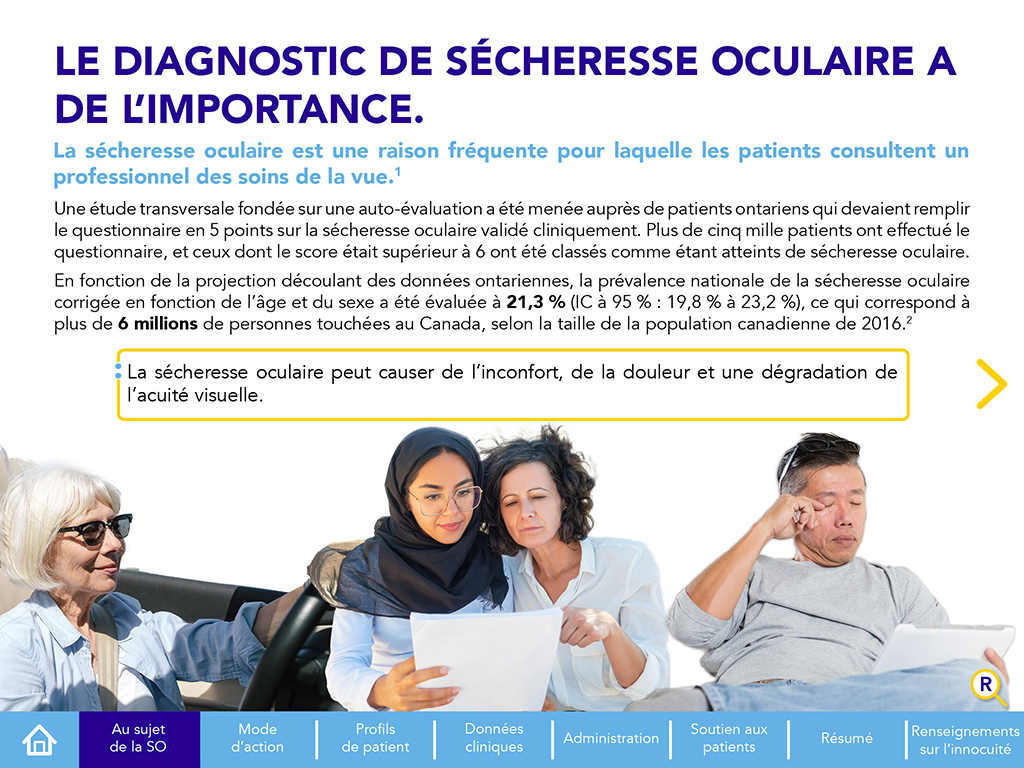 LE DIAGNOSTIC DE SÉCHERESSE OCULAIRE A
DE L’IMPORTANCE.
La sécheresse oculaire est une raison fréquente pour laquelle les patients consultent un
professionnel des soins de la vue.¹
Une étude transversale fondée sur une auto-évaluation a été menée auprès de patients ontariens qui devaient remplir
le questionnaire en 5 points sur la sécheresse oculaire validé cliniquement. Plus de cinq mille patients ont effectué le
questionnaire, et ceux dont le score était supérieur à 6 ont été classés comme étant atteints de sécheresse oculaire.
En fonction de la projection découlant des données ontariennes, la prévalence nationale de la sécheresse oculaire
corrigée en fonction de l’âge et du sexe a été évaluée à 21,3 % (IC à 95 % : 19,8 % à 23,2 %), ce qui correspond à
plus de 6 millions de personnes touchées au Canada, selon la taille de la population canadienne de 2016.²
La sécheresse oculaire peut causer de l’inconfort, de la douleur et une dégradation de
l’acuité visuelle.
R
Au sujet
de la SO
Mode
d’action
Profils
de patient
Données
cliniques
Administration
Soutien aux
patients
Résumé
Renseignements
sur l’innocuité